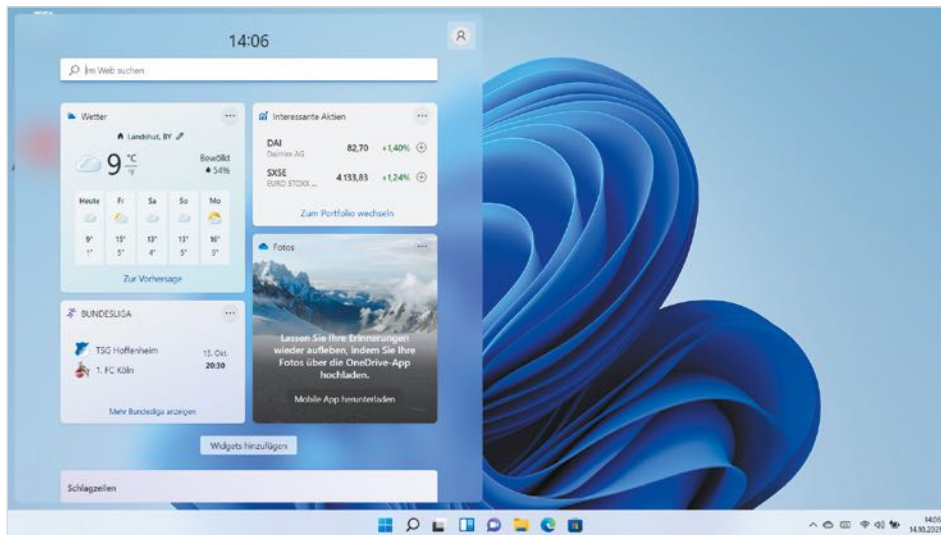 14:06
Im Web suchen
Wetter
Landshut, BY
9 °C
°F
Bewölkt
54%
Heute Fr Sa So Mo
9° 15° 13° 13° 16°
1° 5° 4° 5° 9°
Zur Vorhersage
Interessante Aktien
DAI 82,70 +1,40%
Daimler AG
SX5E 4 133,83 +1,24%
EURO STOXX ...
Zum Portfolio wechseln
Fotos
Lassen Sie Ihre Erinnerungen
wieder aufleben, indem Sie Ihre
Fotos über die OneDrive-App
hochladen.
Mobile App herunterladen
BUNDESLIGA
TSG Hoffenheim
1. FC Köln
15. Okt.
20:30
Mehr Bundesliga anzeigen
Widgets hinzufügen
Schlagzeilen
14:06
14.10.2021